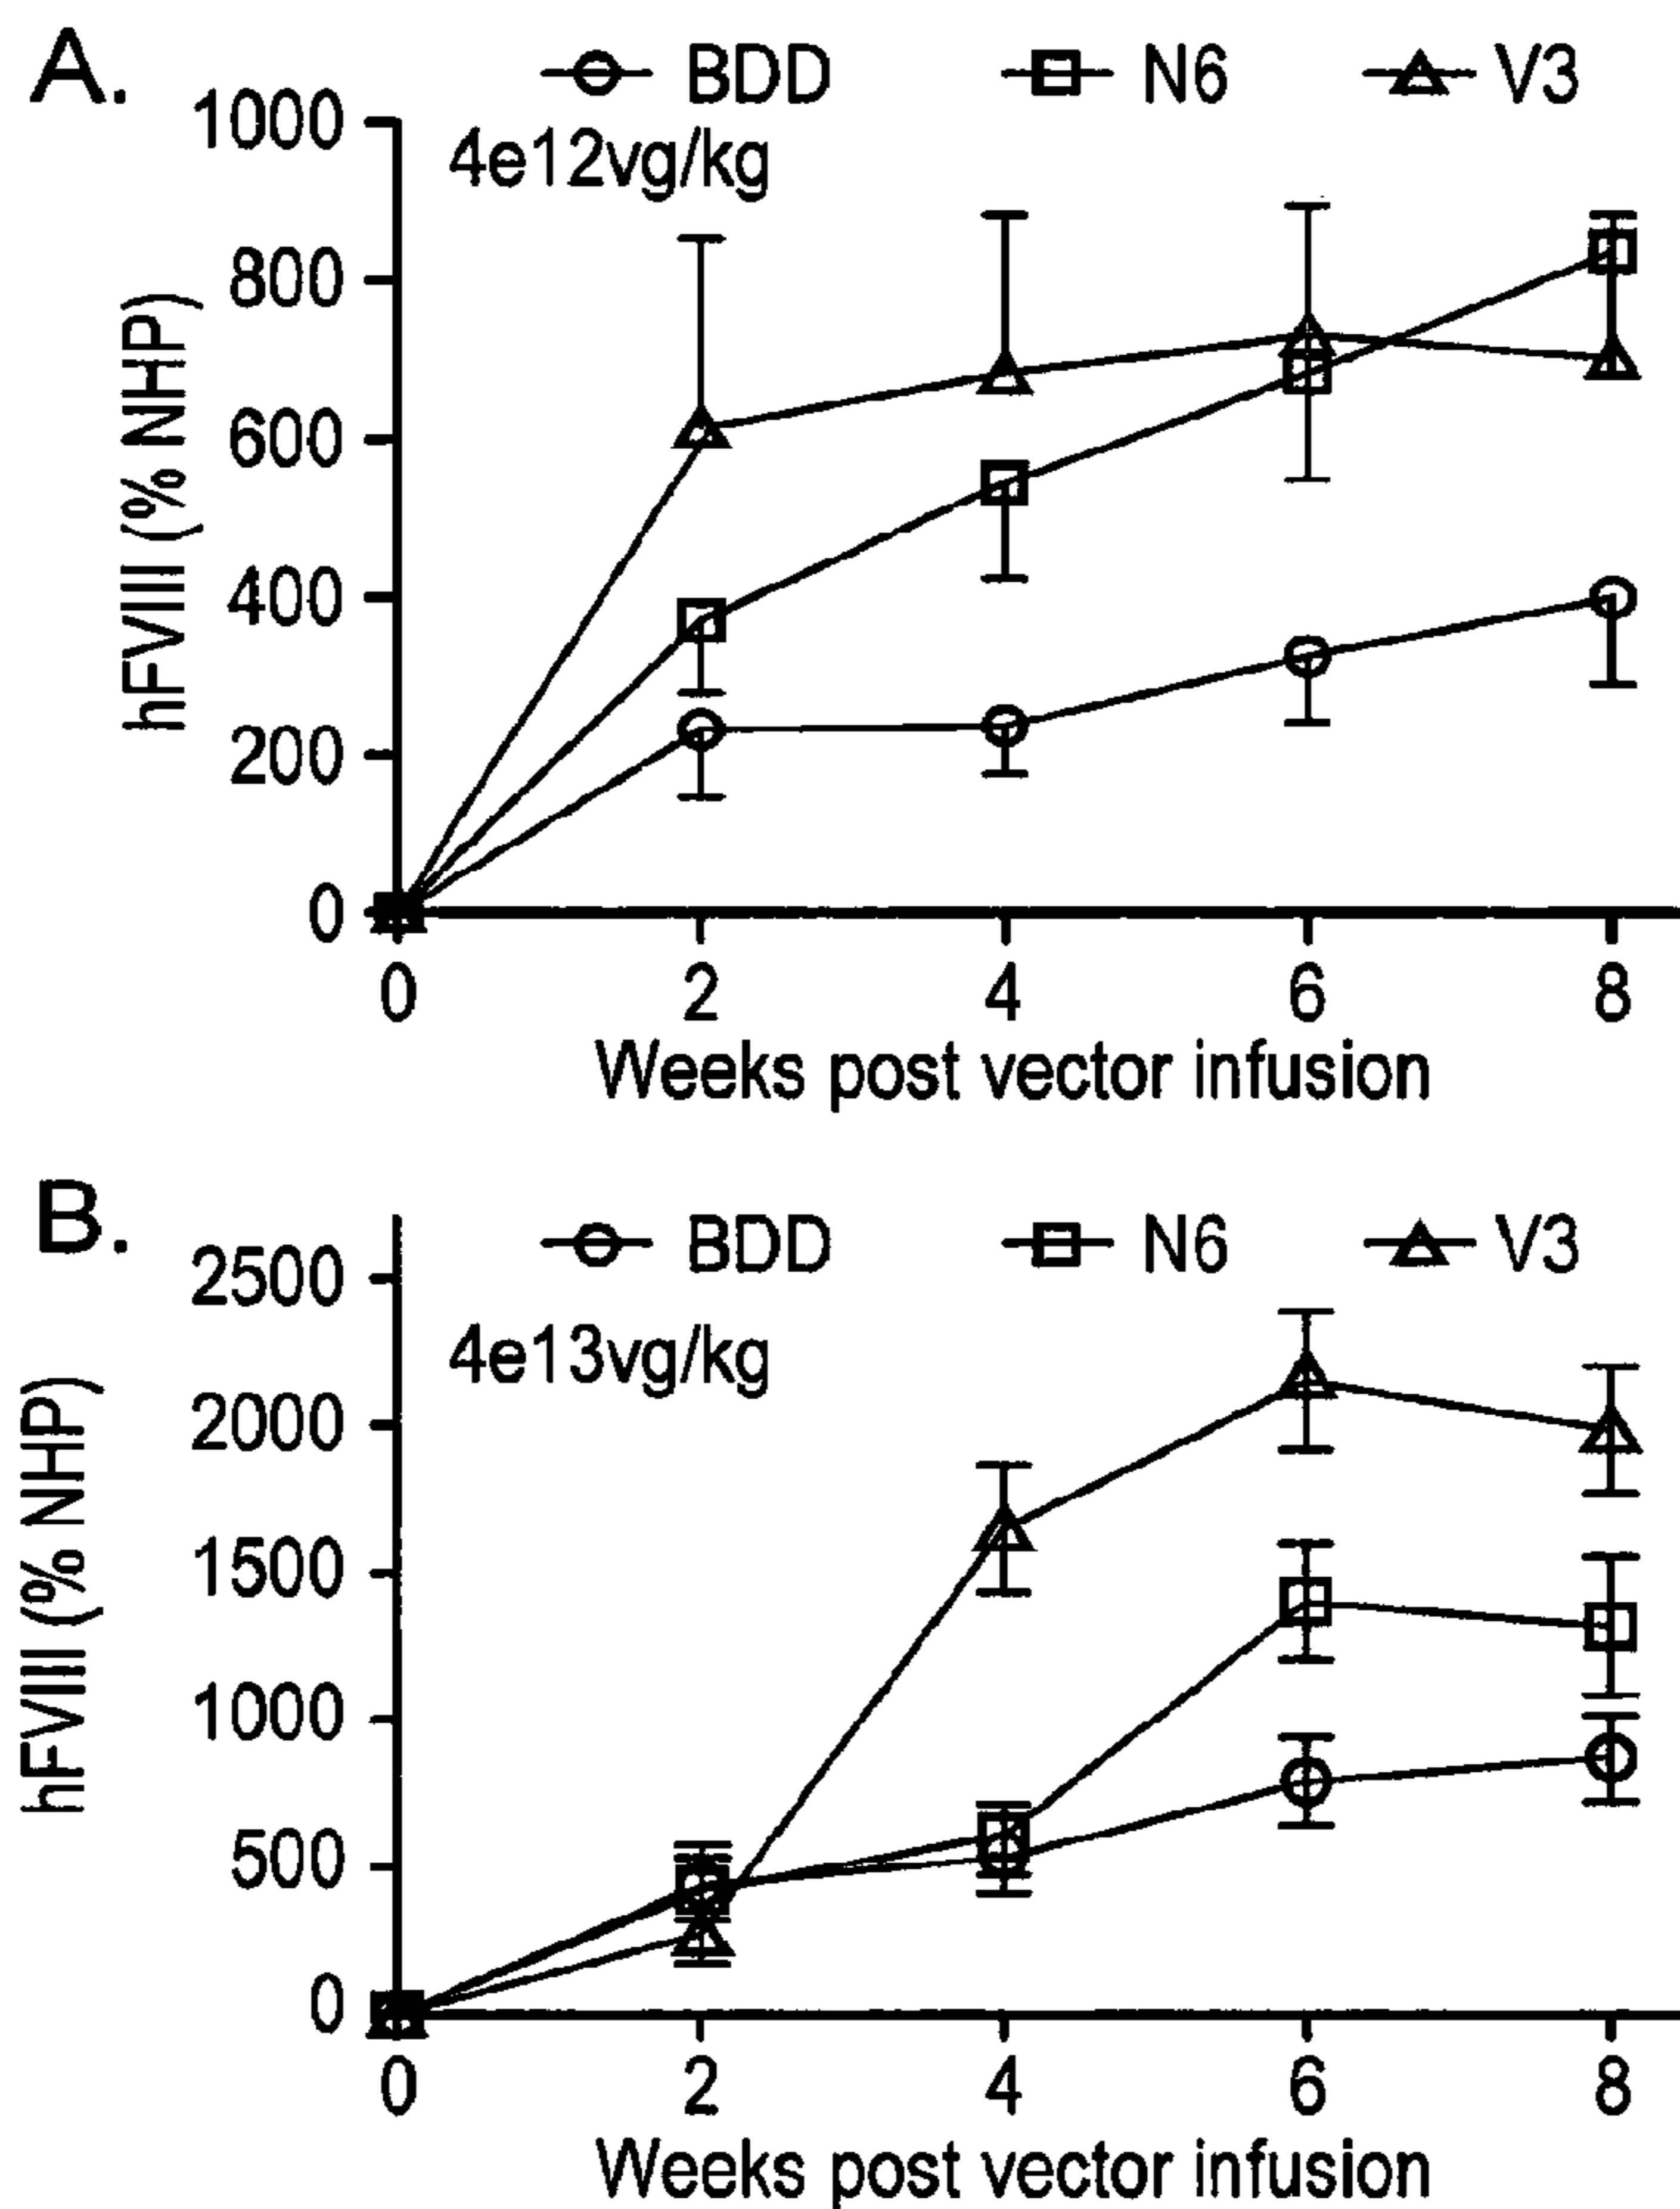 A.
BDD N6 V3
4e12vg/kg
1000
800
600
400
200
0
hFVIII (% NHP)
0 2 4 6 8
Weeks post vector infusion
B.
BDD N6 V3
4e13vg/kg
2500
2000
1500
1000
500
0
hFVIII (% NHP)
0 2 4 6 8
Weeks post vector infusion